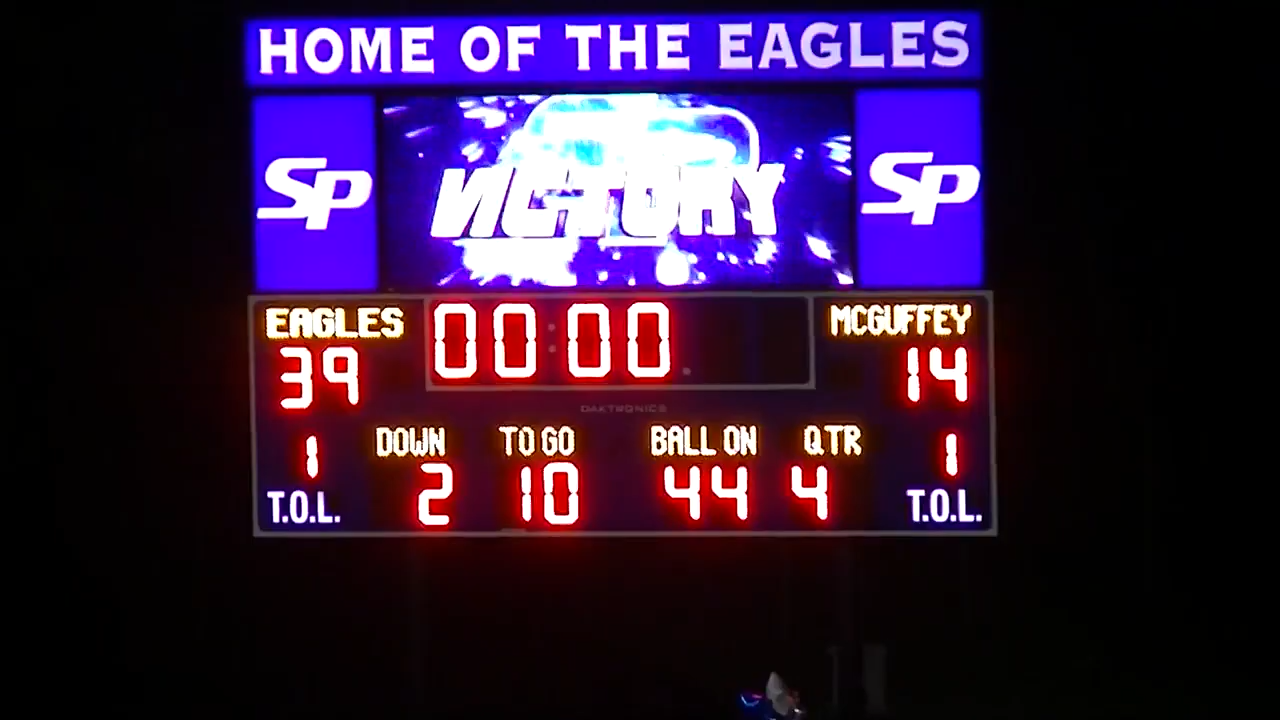 HOME OF THE EAGLES
SP
VICTORY
SP
EAGLES
00:00
MCGUFFEY
39
14
DAKTRONICS
DOWN
TO GO
BALL ON
QTR
1
2
10
44
4
1
T.O.L.
T.O.L.